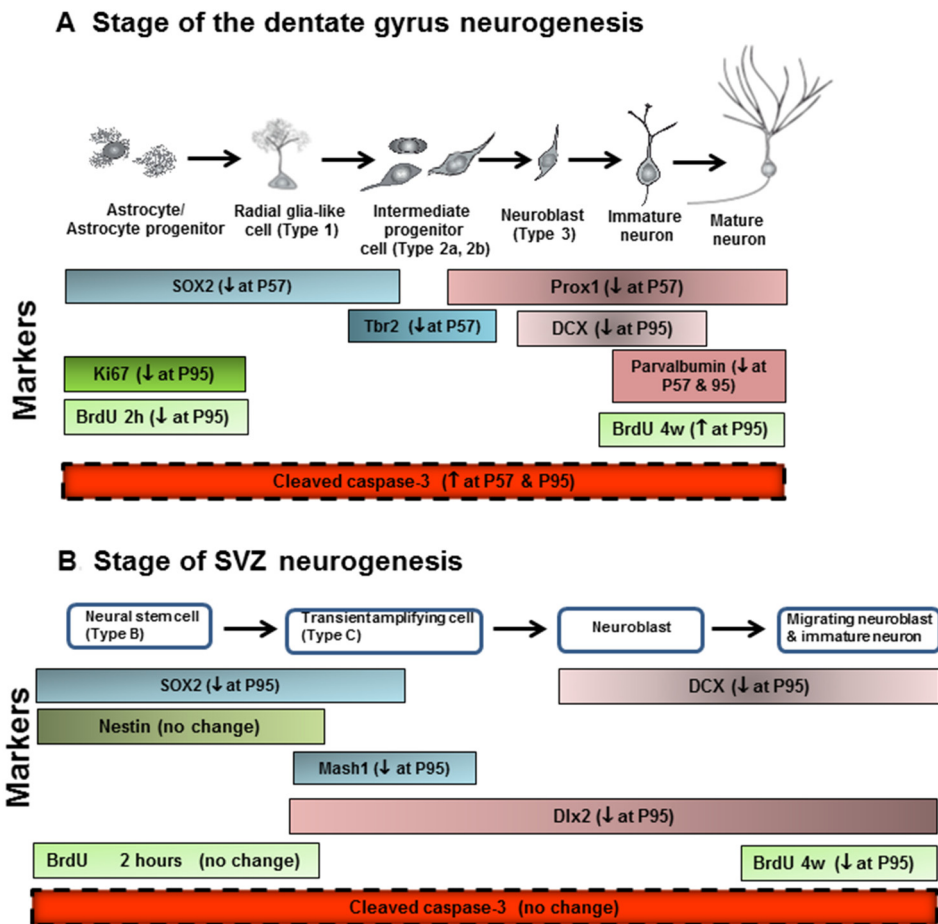 A Stage of the dentate gyrus neurogenesis
Astrocyte/
Astrocyte progenitor
Radial glia-like
cell (Type 1)
Intermediate
progenitor
cell (Type 2a, 2b)
Neuroblast
(Type 3)
Immature
neuron
Mature
neuron
Markers
SOX2 (↓ at P57)
Prox1 (↓ at P57)
Tbr2 (↓ at P57)
DCX (↓ at P95)
Ki67 (↓ at P95)
Parvalbumin (↓ at
P57 & 95)
BrdU 2h (↓ at P95)
BrdU 4w (↑ at P95)
Cleaved caspase-3 (↑ at P57 & P95)
B Stage of SVZ neurogenesis
Neural stem cell
(Type B)
Transient amplifying cell
(Type C)
Neuroblast
Migrating neuroblast
& immature neuron
Markers
SOX2 (↓ at P95)
DCX (↓ at P95)
Nestin (no change)
Mash1 (↓ at P95)
Dlx2 (↓ at P95)
BrdU 2 hours (no change)
BrdU 4w (↓ at P95)
Cleaved caspase-3 (no change)